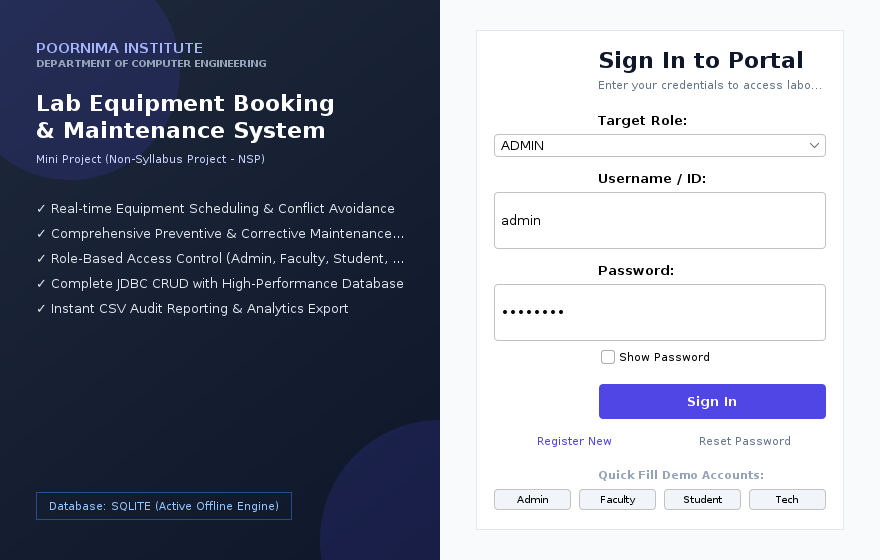 POORNIMA INSTITUTE
DEPARTMENT OF COMPUTER ENGINEERING
Lab Equipment Booking
& Maintenance System
Mini Project (Non-Syllabus Project - NSP)
✓ Real-time Equipment Scheduling & Conflict Avoidance
✓ Comprehensive Preventive & Corrective Maintenance...
✓ Role-Based Access Control (Admin, Faculty, Student, ...
✓ Complete JDBC CRUD with High-Performance Database
✓ Instant CSV Audit Reporting & Analytics Export
Database: SQLITE (Active Offline Engine)
Sign In to Portal
Enter your credentials to access labo...
Target Role:
ADMIN
Username / ID:
admin
Password:
••••••••
Show Password
Sign In
Register New
Reset Password
Quick Fill Demo Accounts:
Admin
Faculty
Student
Tech